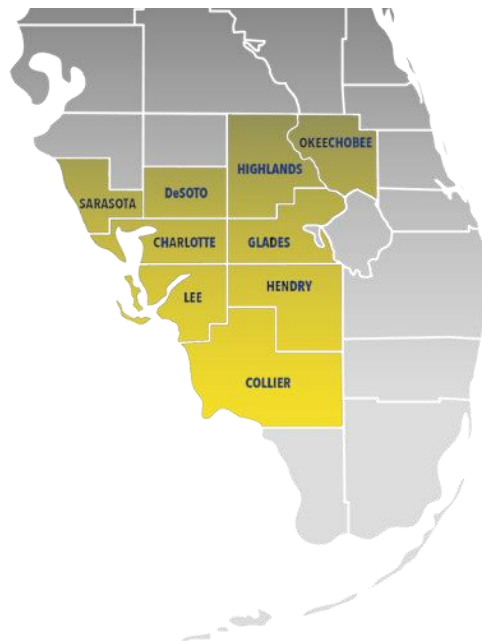 OKEECHOBEE
HIGHLANDS
DeSOTO
SARASOTA
CHARLOTTE
GLADES
HENDRY
LEE
COLLIER